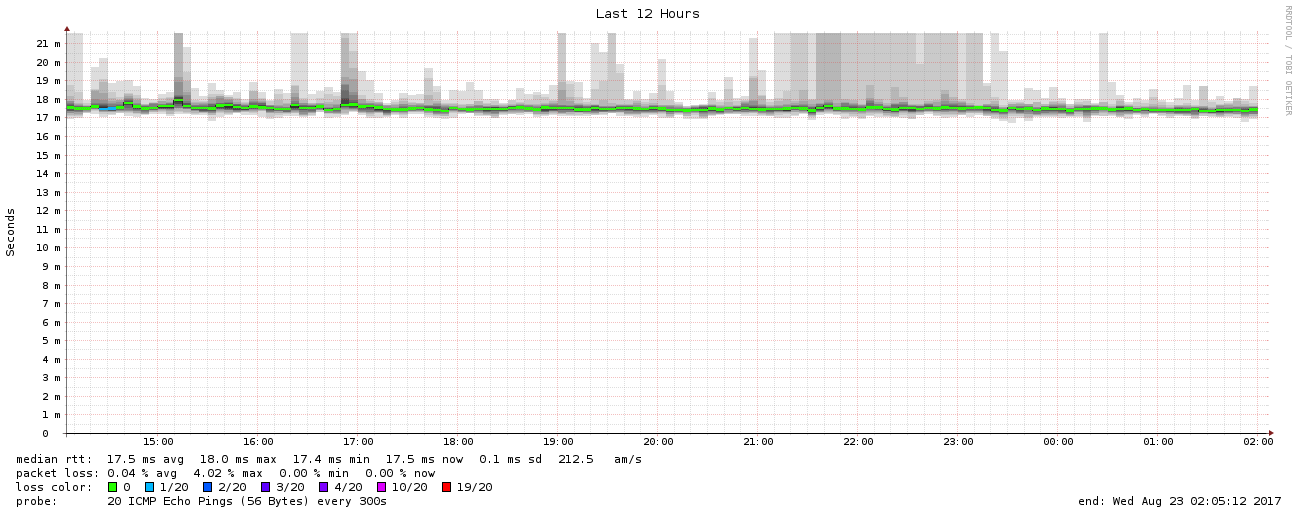 Last 12 Hours
RRDTOOL / TOBI OETIKER
Seconds
21 m
20 m
19 m
18 m
17 m
16 m
15 m
14 m
13 m
12 m
11 m
10 m
9 m
8 m
7 m
6 m
5 m
4 m
3 m
2 m
1 m
0
15:00 16:00 17:00 18:00 19:00 20:00 21:00 22:00 23:00 00:00 01:00 02:00
median rtt: 17.5 ms avg 18.0 ms max 17.4 ms min 17.5 ms now 0.1 ms sd 212.5 am/s
packet loss: 0.04 % avg 4.02 % max 0.00 % min 0.00 % now
loss color: 0 1/20 2/20 3/20 4/20 10/20 19/20
probe: 20 ICMP Echo Pings (56 Bytes) every 300s end: Wed Aug 23 02:05:12 2017